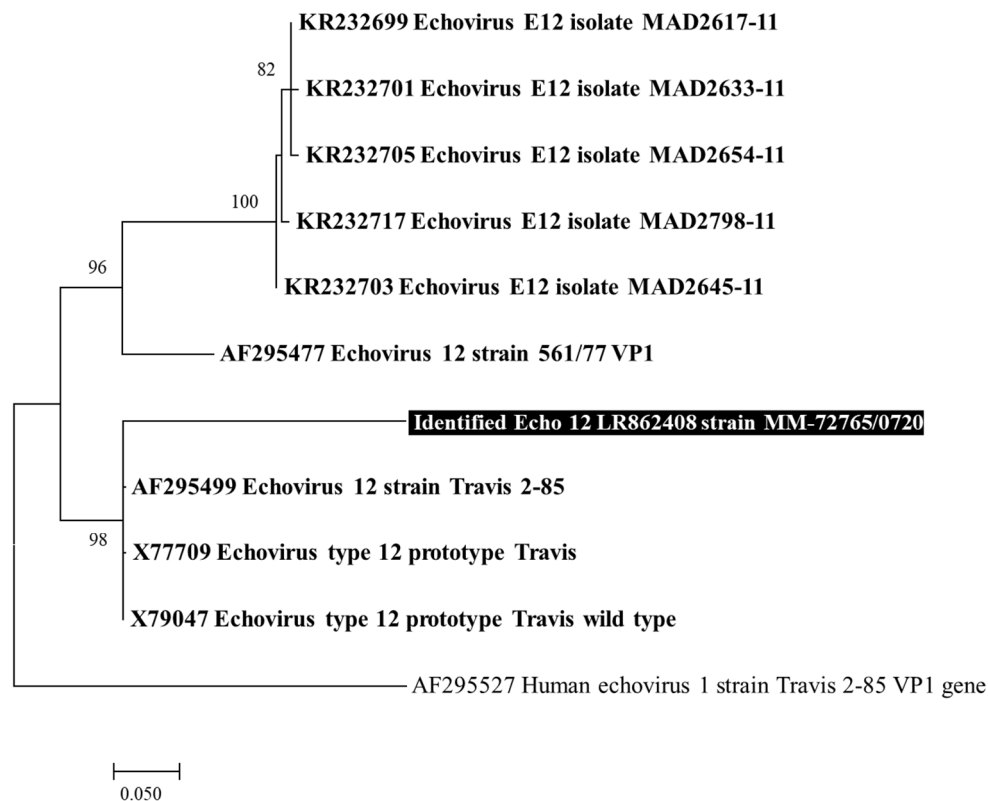 KR232699 Echovirus E12 isolate MAD2617-11
82
KR232701 Echovirus E12 isolate MAD2633-11
KR232705 Echovirus E12 isolate MAD2654-11
100
KR232717 Echovirus E12 isolate MAD2798-11
96
KR232703 Echovirus E12 isolate MAD2645-11
AF295477 Echovirus 12 strain 561/77 VP1
Identified Echo 12 LR862408 strain MM-72765/0720
AF295499 Echovirus 12 strain Travis 2-85
98
X77709 Echovirus type 12 prototype Travis
X79047 Echovirus type 12 prototype Travis wild type
AF295527 Human echovirus 1 strain Travis 2-85 VP1 gene
0.050